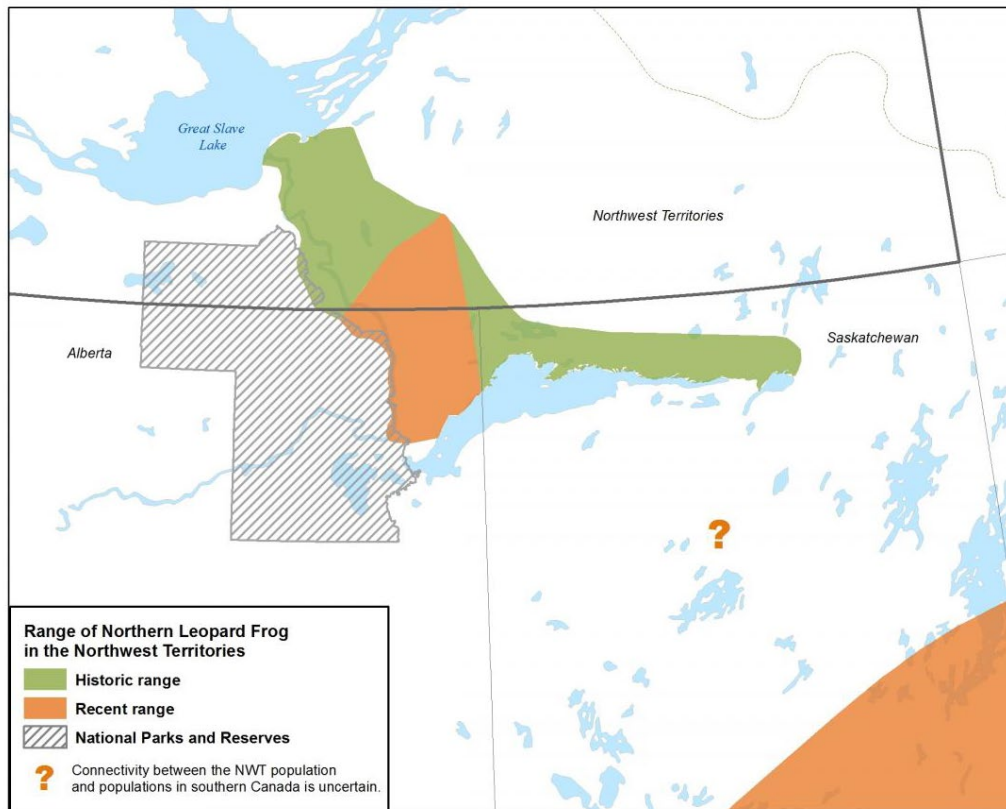 Great Slave
Lake
Northwest Territories
Alberta
Saskatchewan
?
Range of Northern Leopard Frog
in the Northwest Territories
Historic range
Recent range
National Parks and Reserves
? Connectivity between the NWT population
and populations in southern Canada is uncertain.